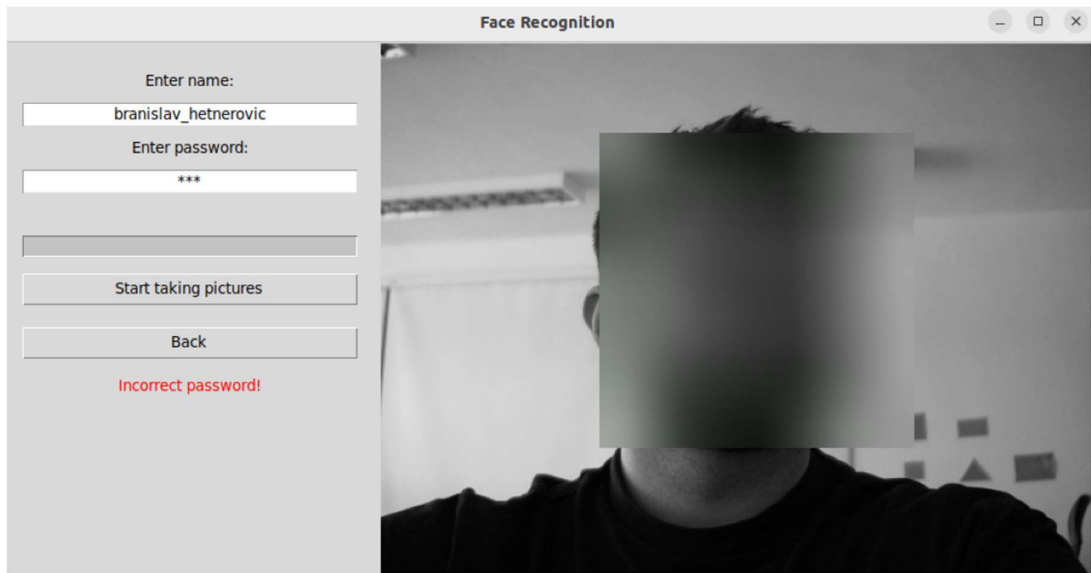 Face Recognition
Enter name:
branislav_hetnerovic
Enter password:
***
Start taking pictures
Back
Incorrect password!